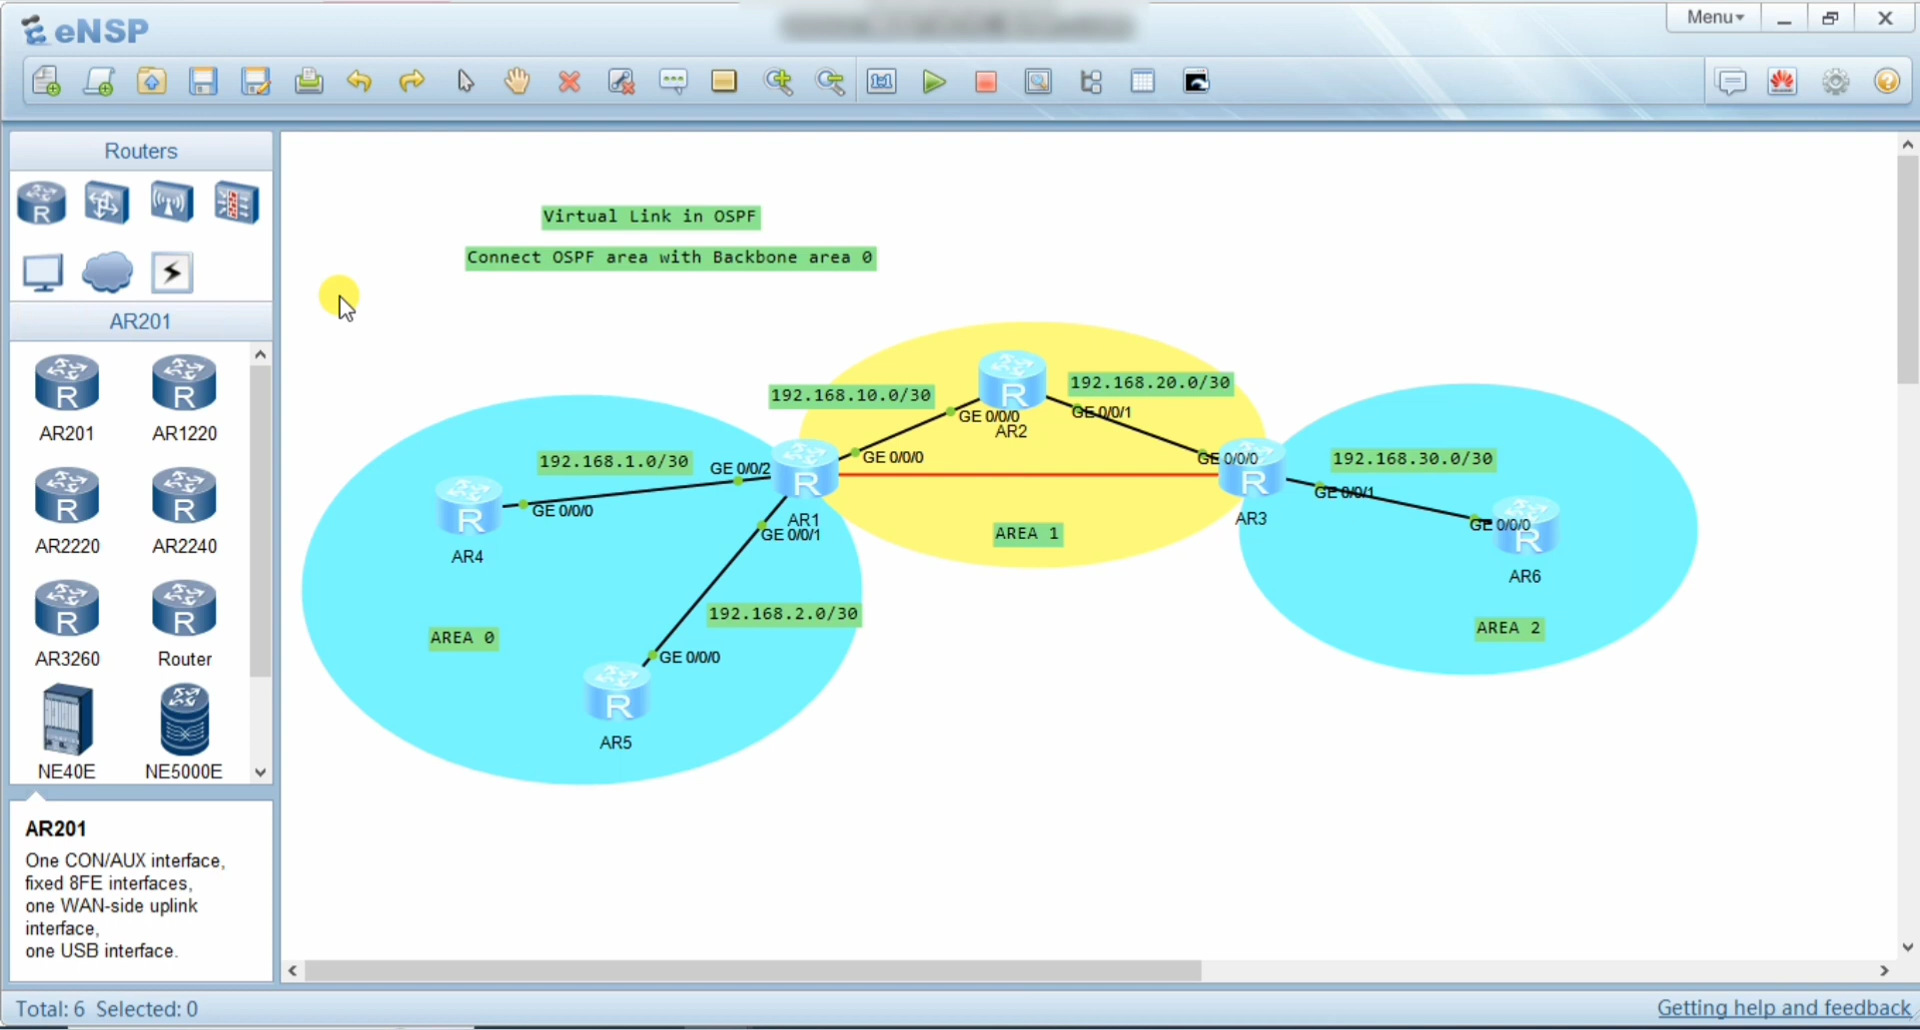 eNSP
Menu
Routers
AR201
AR201
AR1220
AR2220
AR2240
AR3260
Router
NE40E
NE5000E
AR201
One CON/AUX interface,
fixed 8FE interfaces,
one WAN-side uplink
interface,
one USB interface.
Virtual Link in OSPF
Connect OSPF area with Backbone area 0
192.168.10.0/30
192.168.20.0/30
GE 0/0/0
GE 0/0/1
AR2
192.168.1.0/30
GE 0/0/2
GE 0/0/0
GE 0/0/0
192.168.30.0/30
R
R
R
R
R
R
GE 0/0/0
AR4
AR1
GE 0/0/1
AREA 1
AR3
GE 0/0/1
GE 0/0/0
AR6
192.168.2.0/30
AREA 0
AREA 2
GE 0/0/0
AR5
Total: 6 Selected: 0
Getting help and feedback